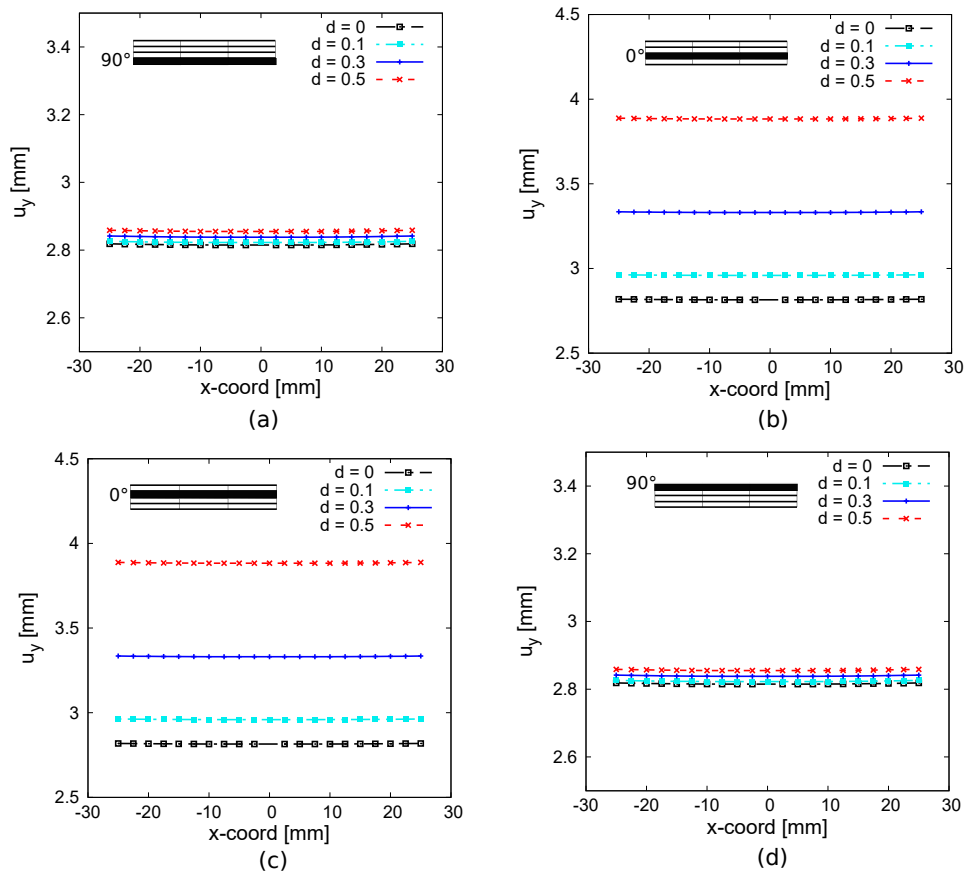 d = 0
d = 0.1
d = 0.3
d = 0.5
90°
3.4
3.2
3
2.8
2.6
u_y [mm]
-30 -20 -10 0 10 20 30
x-coord [mm]
(a)
d = 0
d = 0.1
d = 0.3
d = 0.5
0°
4.5
4
3.5
3
2.5
u_y [mm]
-30 -20 -10 0 10 20 30
x-coord [mm]
(b)
d = 0
d = 0.1
d = 0.3
d = 0.5
0°
4.5
4
3.5
3
2.5
u_y [mm]
-30 -20 -10 0 10 20 30
x-coord [mm]
(c)
d = 0
d = 0.1
d = 0.3
d = 0.5
90°
3.4
3.2
3
2.8
2.6
u_y [mm]
-30 -20 -10 0 10 20 30
x-coord [mm]
(d)